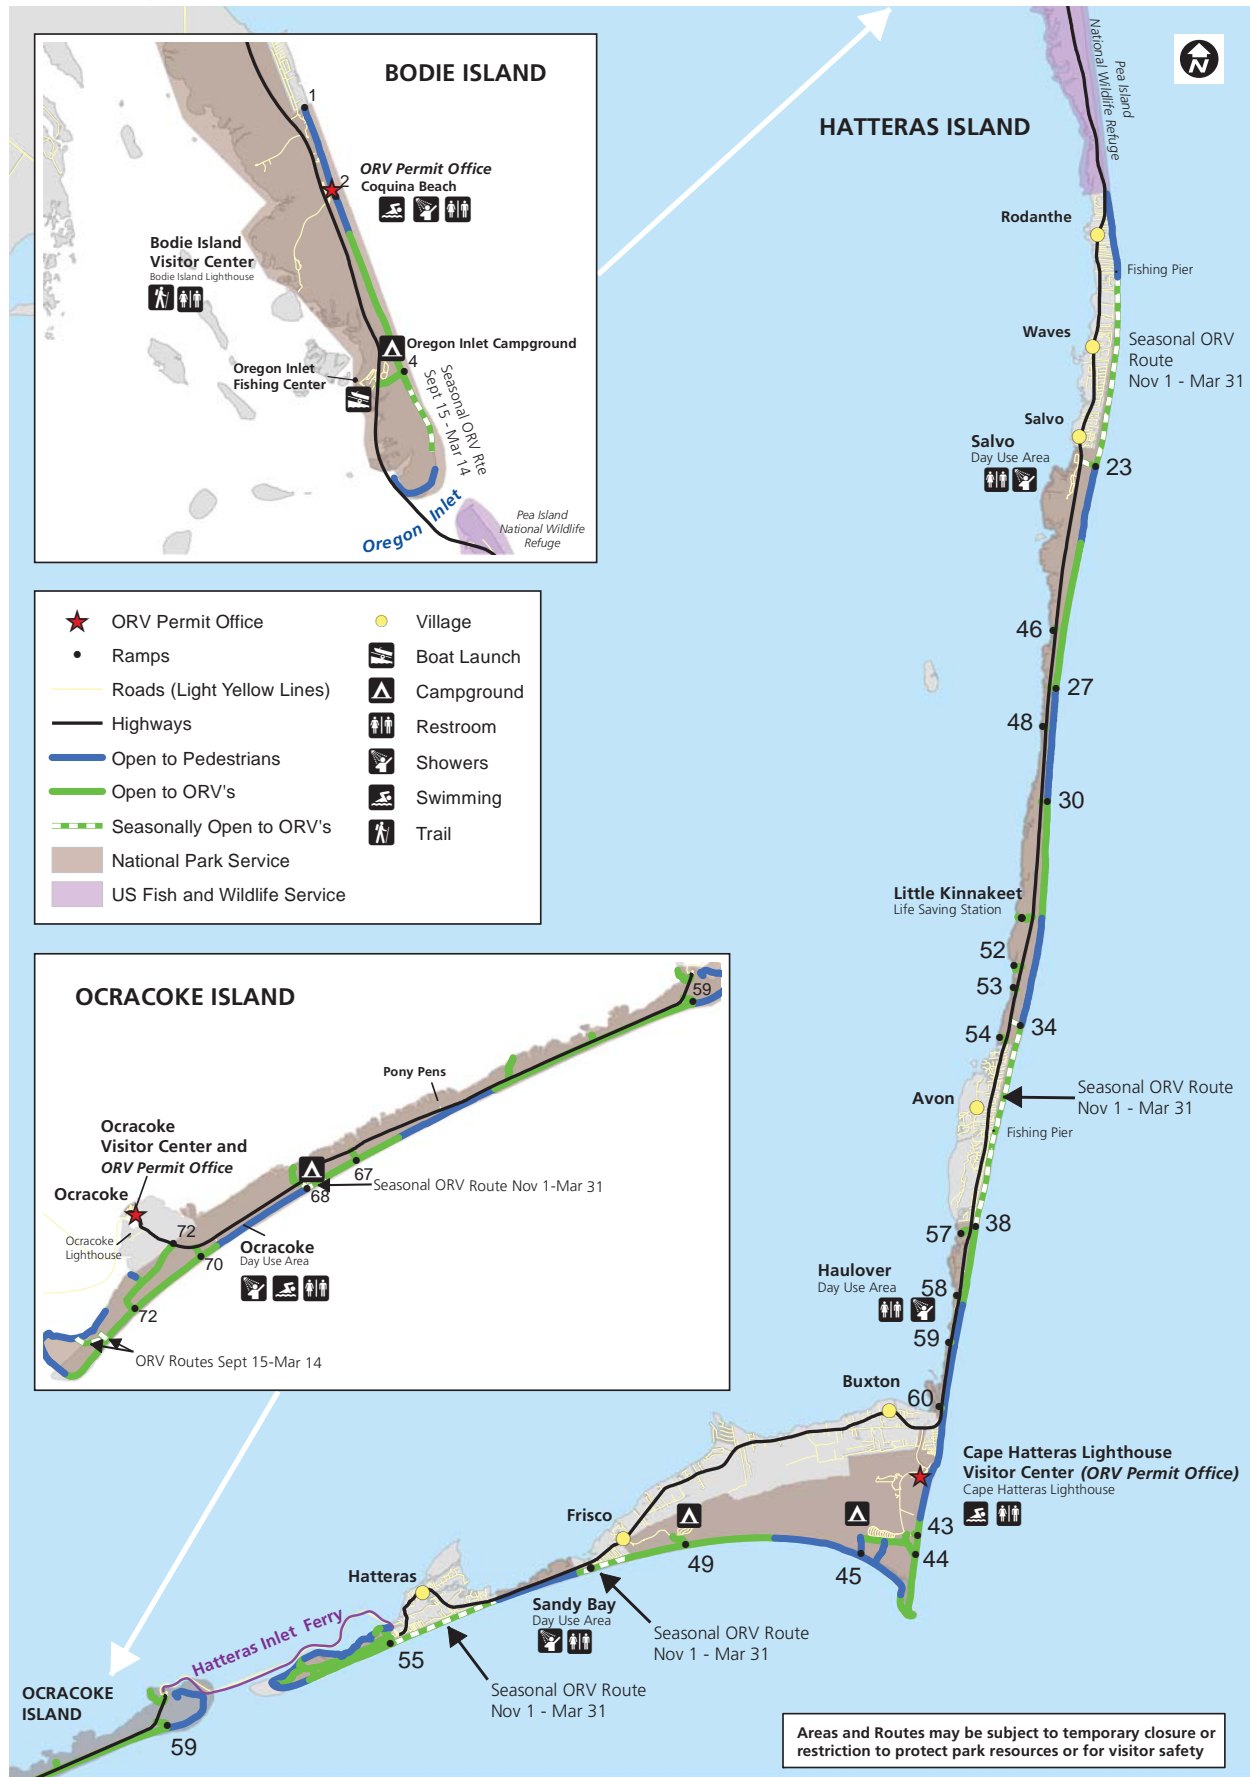 BODIE ISLAND
1
ORV Permit Office
2
Coquina Beach
Bodie Island
Visitor Center
Bodie Island Lighthouse
Oregon Inlet Campground
4
Oregon Inlet
Fishing Center
Seasonal ORV Rte
Sept 15 - Mar 14
Oregon Inlet
Pea Island
National Wildlife
Refuge
N
HATTERAS ISLAND
Pea Island
National Wildlife Refuge
Rodanthe
Fishing Pier
Waves
Seasonal ORV
Route
Nov 1 - Mar 31
Salvo
Salvo
Day Use Area
23
46
27
48
30
Little Kinnakeet
Life Saving Station
52
53
34
54
Avon
Seasonal ORV Route
Nov 1 - Mar 31
Fishing Pier
38
57
Haulover
Day Use Area
58
59
Buxton
60
Cape Hatteras Lighthouse
Visitor Center (ORV Permit Office)
Cape Hatteras Lighthouse
43
44
45
49
Frisco
Hatteras
Sandy Bay
Day Use Area
Seasonal ORV Route
Nov 1 - Mar 31
55
Seasonal ORV Route
Nov 1 - Mar 31
Hatteras Inlet Ferry
OCRACOKE
ISLAND
59
ORV Permit Office
Ramps
Roads (Light Yellow Lines)
Highways
Open to Pedestrians
Open to ORV's
Seasonally Open to ORV's
National Park Service
US Fish and Wildlife Service
Village
Boat Launch
Campground
Restroom
Showers
Swimming
Trail
OCRACOKE ISLAND
59
Pony Pens
Ocracoke
Visitor Center and
ORV Permit Office
Ocracoke
67
68
Seasonal ORV Route Nov 1-Mar 31
Ocracoke
Lighthouse
72
70
Ocracoke
Day Use Area
72
ORV Routes Sept 15-Mar 14
Areas and Routes may be subject to temporary closure or
restriction to protect park resources or for visitor safety